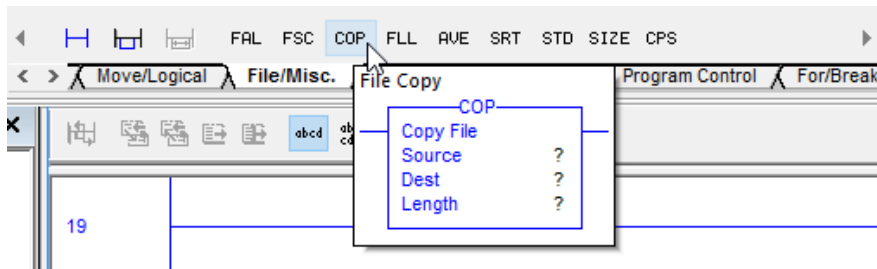 FAL FSC COP FLL AVE SRT STD SIZE CPS
Move/Logical File/Misc. Program Control For/Break
File Copy
COP
Copy File
Source ?
Dest ?
Length ?
abcd
19